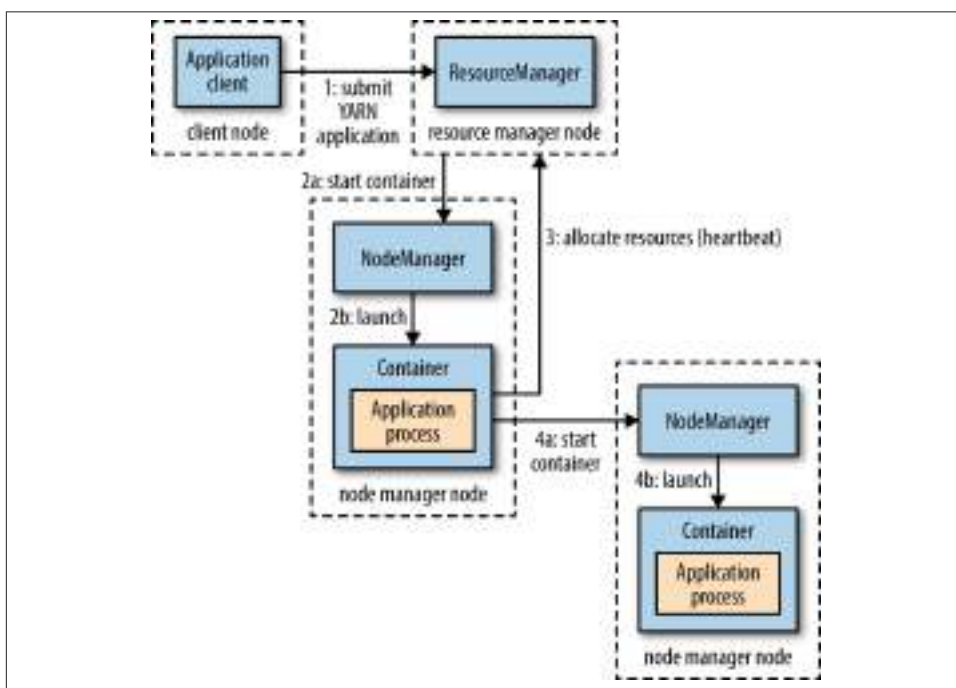 Application
client
client node
1: submit
YARN
application
ResourceManager
resource manager node
2a: start container
NodeManager
2b: launch
Container
Application
process
node manager node
3: allocate resources (heartbeat)
4a: start
container
NodeManager
4b: launch
Container
Application
process
node manager node